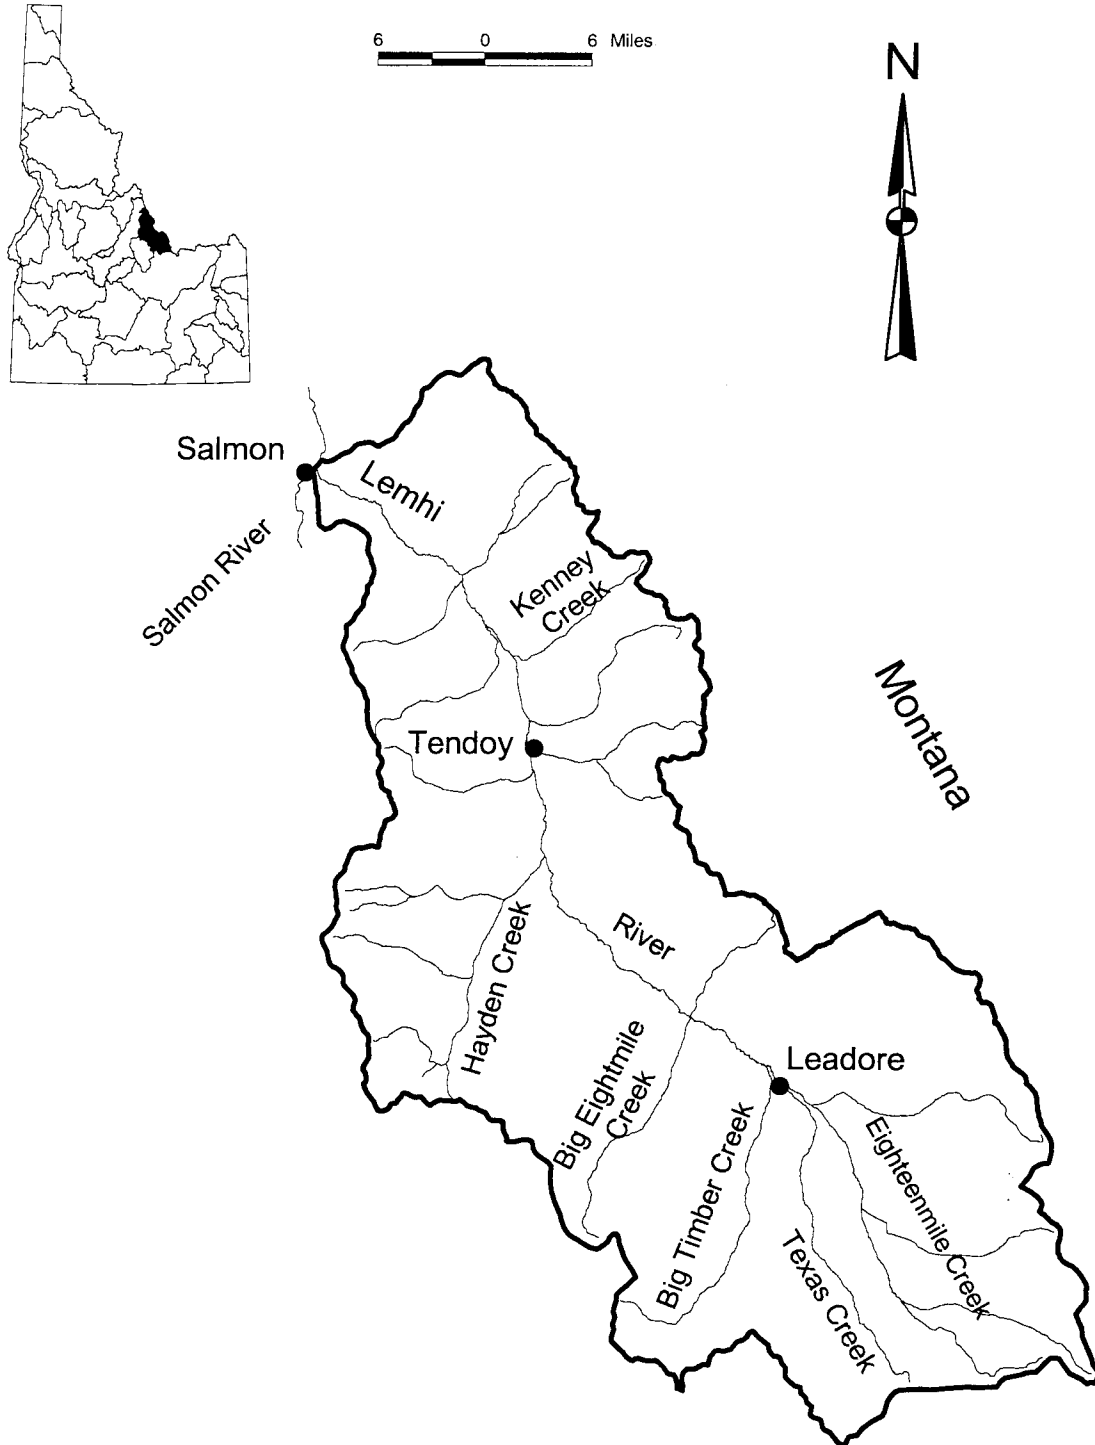 6 0 6 Miles
N
Salmon
Lemhi
Salmon River
Kenney
Creek
Montana
Tendoy
River
Hayden Creek
Big Eightmile
Creek
Leadore
Big Timber Creek
Eighteenmile Creek
Texas Creek